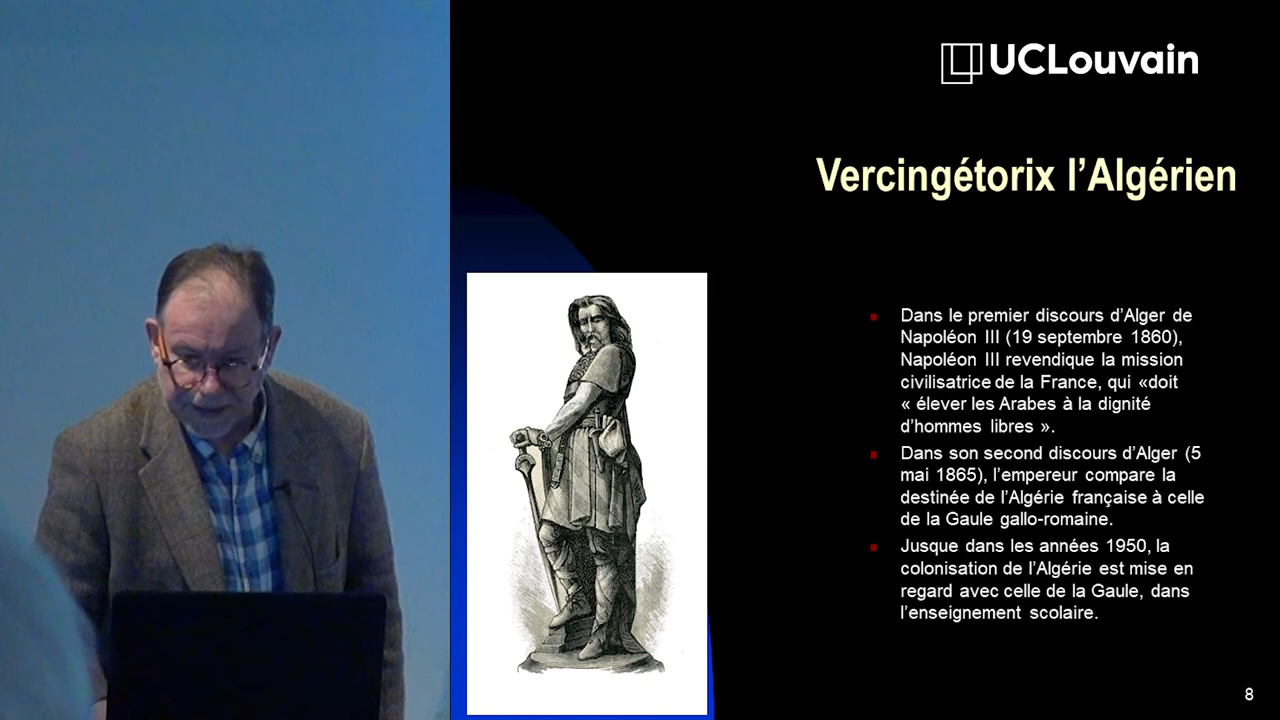 UCLouvain
Vercingétorix l’Algérien
Dans le premier discours d’Alger de
Napoléon III (19 septembre 1860),
Napoléon III revendique la mission
civilisatrice de la France, qui «doit
« élever les Arabes à la dignité
d’hommes libres ».
Dans son second discours d’Alger (5
mai 1865), l’empereur compare la
destinée de l’Algérie française à celle
de la Gaule gallo-romaine.
Jusque dans les années 1950, la
colonisation de l’Algérie est mise en
regard avec celle de la Gaule, dans
l’enseignement scolaire.
8